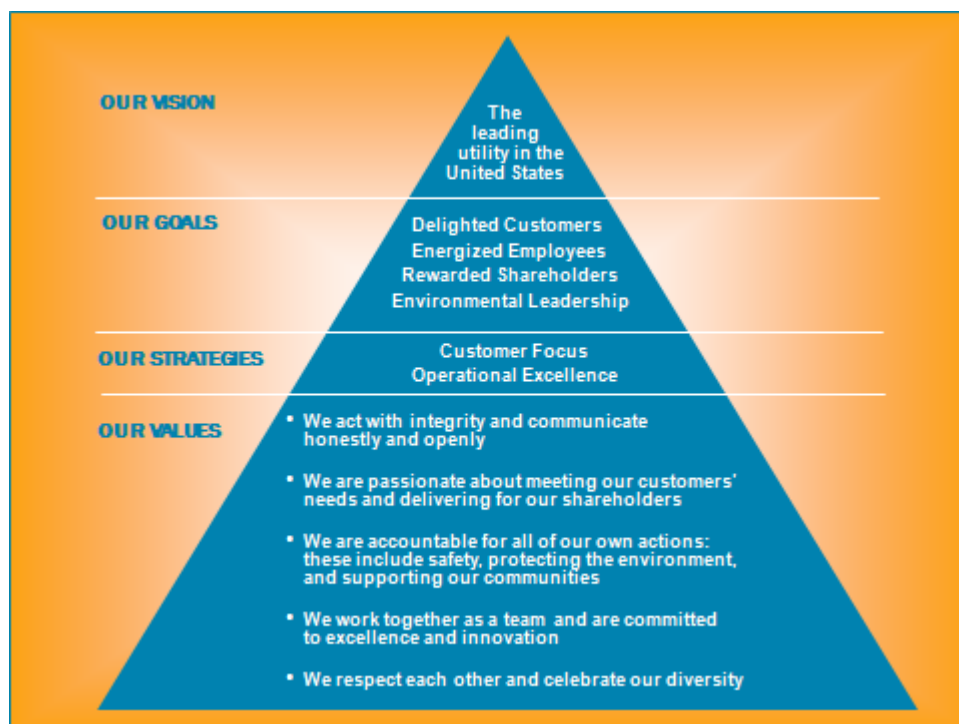 OUR VISION
The
leading
utility in the
United States
OUR GOALS
Delighted Customers
Energized Employees
Rewarded Shareholders
Environmental Leadership
OUR STRATEGIES
Customer Focus
Operational Excellence
OUR VALUES
• We act with integrity and communicate
honestly and openly
• We are passionate about meeting our customers'
needs and delivering for our shareholders
• We are accountable for all of our own actions:
these include safety, protecting the environment,
and supporting our communities
• We work together as a team and are committed
to excellence and innovation
• We respect each other and celebrate our diversity